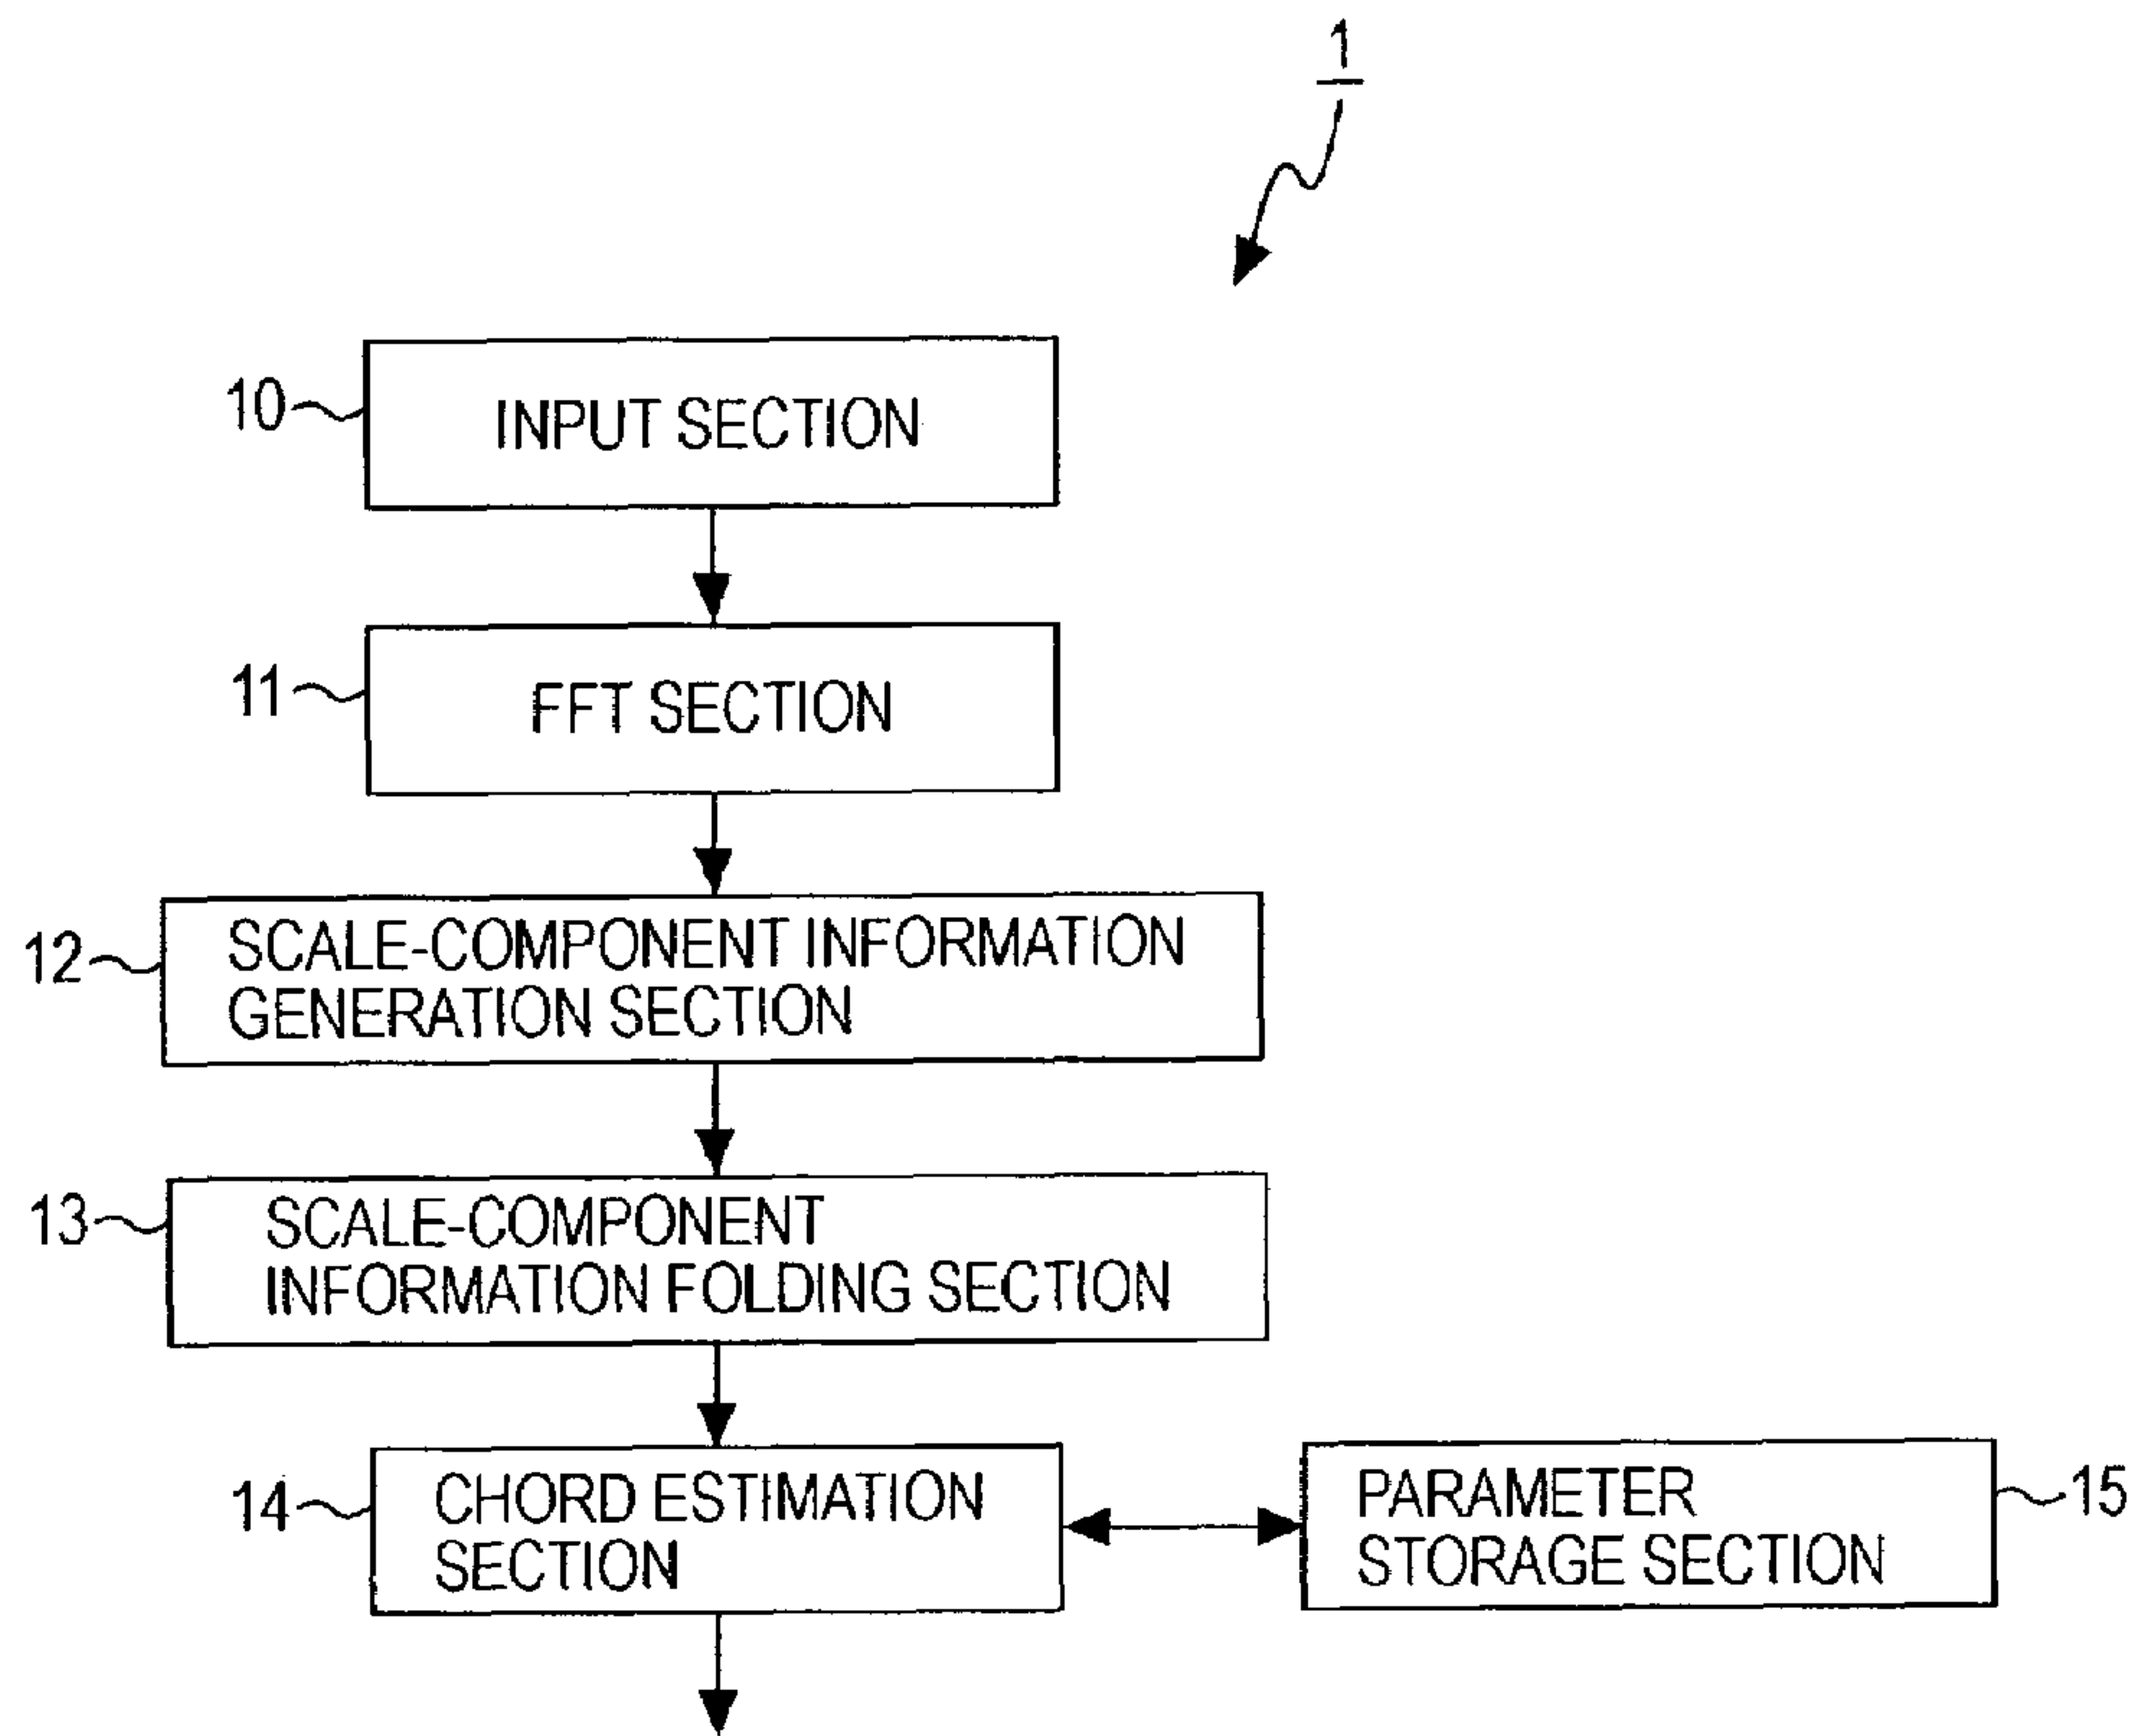 1
10
INPUT SECTION
11
FFT SECTION
12
SCALE-COMPONENT INFORMATION
GENERATION SECTION
13
SCALE-COMPONENT
INFORMATION FOLDING SECTION
14
CHORD ESTIMATION
SECTION
PARAMETER
STORAGE SECTION
15